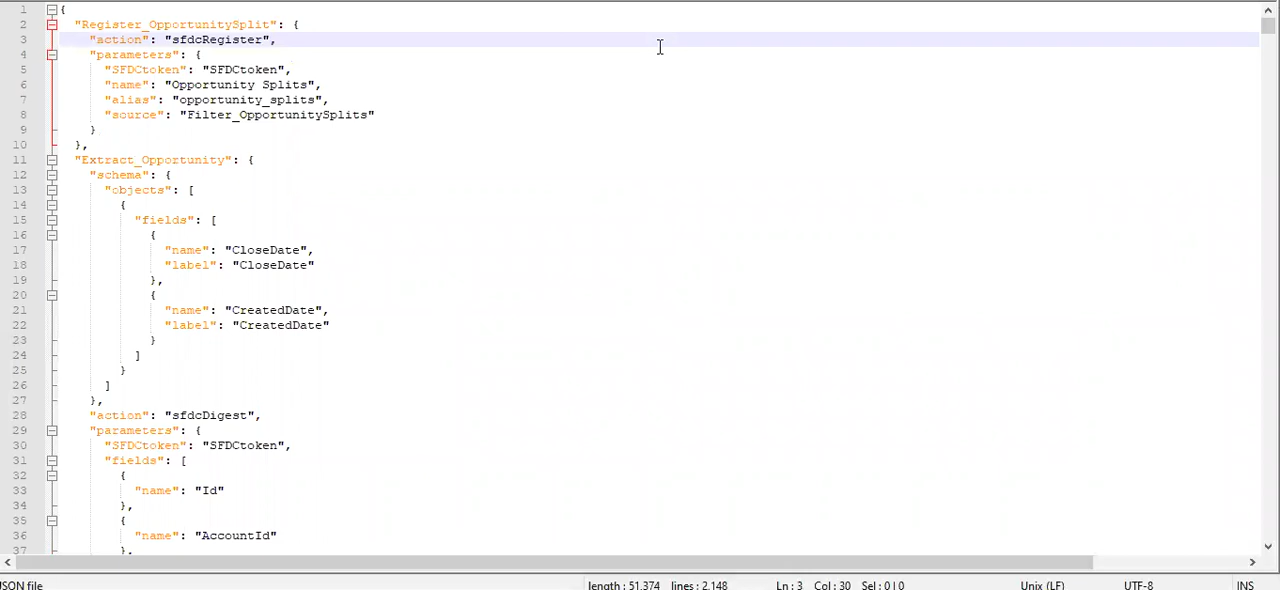 1 {
2 "Register_OpportunitySplit": {
3 "action": "sfdcRegister",
4 "parameters": {
5 "SFDCtoken": "SFDCtoken",
6 "name": "Opportunity Splits",
7 "alias": "opportunity_splits",
8 "source": "Filter_OpportunitySplits"
9 }
10 },
11 "Extract_Opportunity": {
12 "schema": {
13 "objects": [
14 {
15 "fields": [
16 {
17 "name": "CloseDate",
18 "label": "CloseDate"
19 },
20 {
21 "name": "CreatedDate",
22 "label": "CreatedDate"
23 }
24 ]
25 }
26 ]
27 },
28 "action": "sfdcDigest",
29 "parameters": {
30 "SFDCtoken": "SFDCtoken",
31 "fields": [
32 {
33 "name": "Id"
34 },
35 {
36 "name": "AccountId"
37 },
JSON file length : 51.374 lines : 2.148 Ln : 3 Col : 30 Sel : 0 | 0 Unix (LF) UTF-8 INS